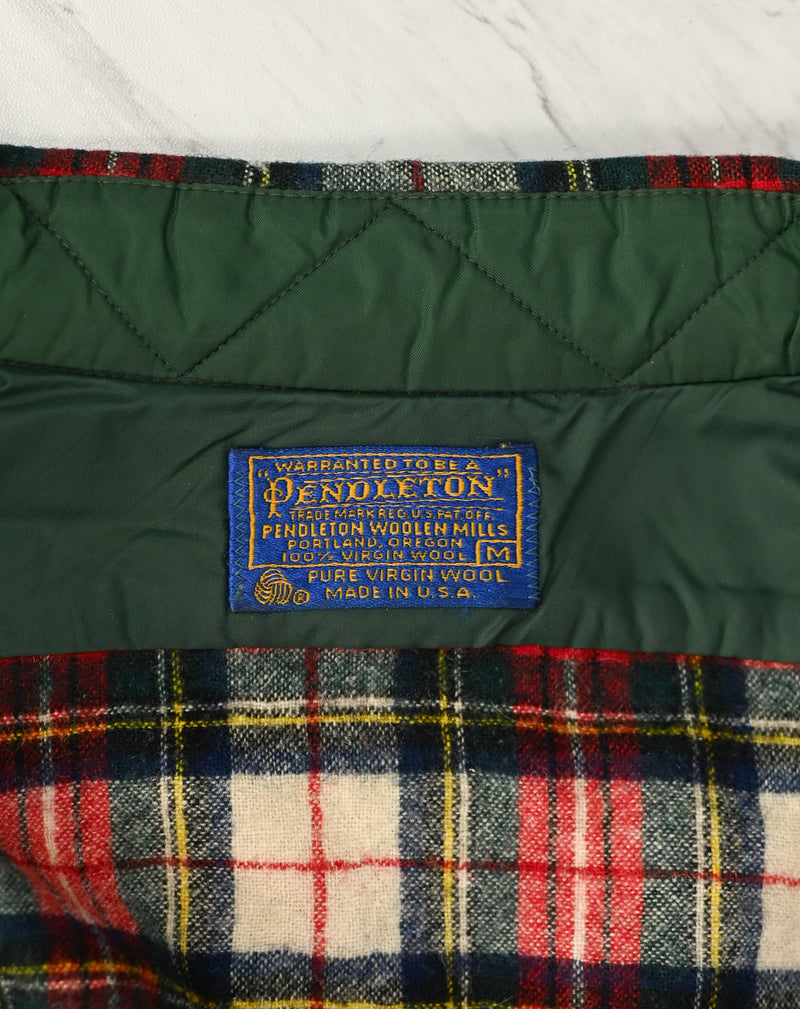 WARRANTED TO BE A
"PENDLETON"
TRADE MARK REG. U.S. PAT. OFF.
PENDLETON WOOLEN MILLS
PORTLAND, OREGON
100% VIRGIN WOOL M
PURE VIRGIN WOOL
® MADE IN U.S.A.